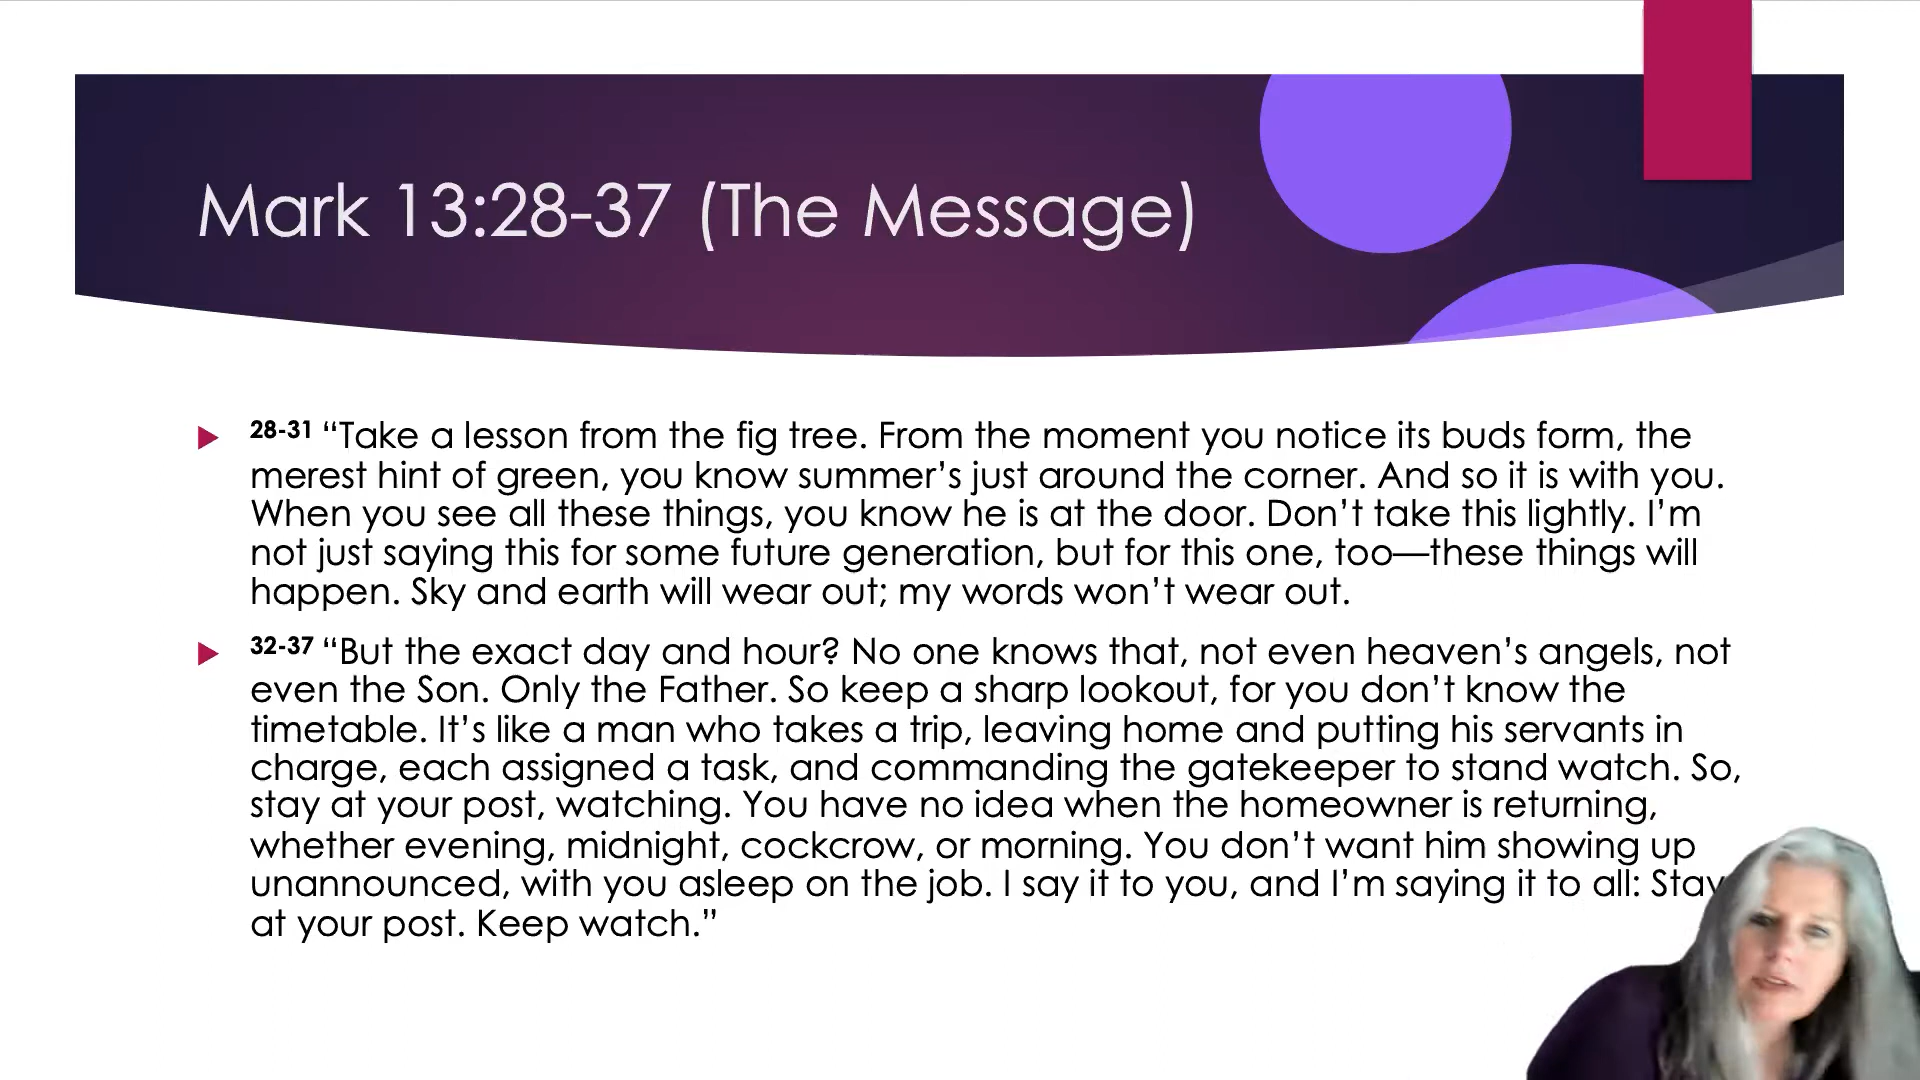 Mark 13:28-37 (The Message)
28-31 “Take a lesson from the fig tree. From the moment you notice its buds form, the
merest hint of green, you know summer’s just around the corner. And so it is with you.
When you see all these things, you know he is at the door. Don’t take this lightly. I’m
not just saying this for some future generation, but for this one, too—these things will
happen. Sky and earth will wear out; my words won’t wear out.
32-37 “But the exact day and hour? No one knows that, not even heaven’s angels, not
even the Son. Only the Father. So keep a sharp lookout, for you don’t know the
timetable. It’s like a man who takes a trip, leaving home and putting his servants in
charge, each assigned a task, and commanding the gatekeeper to stand watch. So,
stay at your post, watching. You have no idea when the homeowner is returning,
whether evening, midnight, cockcrow, or morning. You don’t want him showing up
unannounced, with you asleep on the job. I say it to you, and I’m saying it to all: Stay
at your post. Keep watch.”